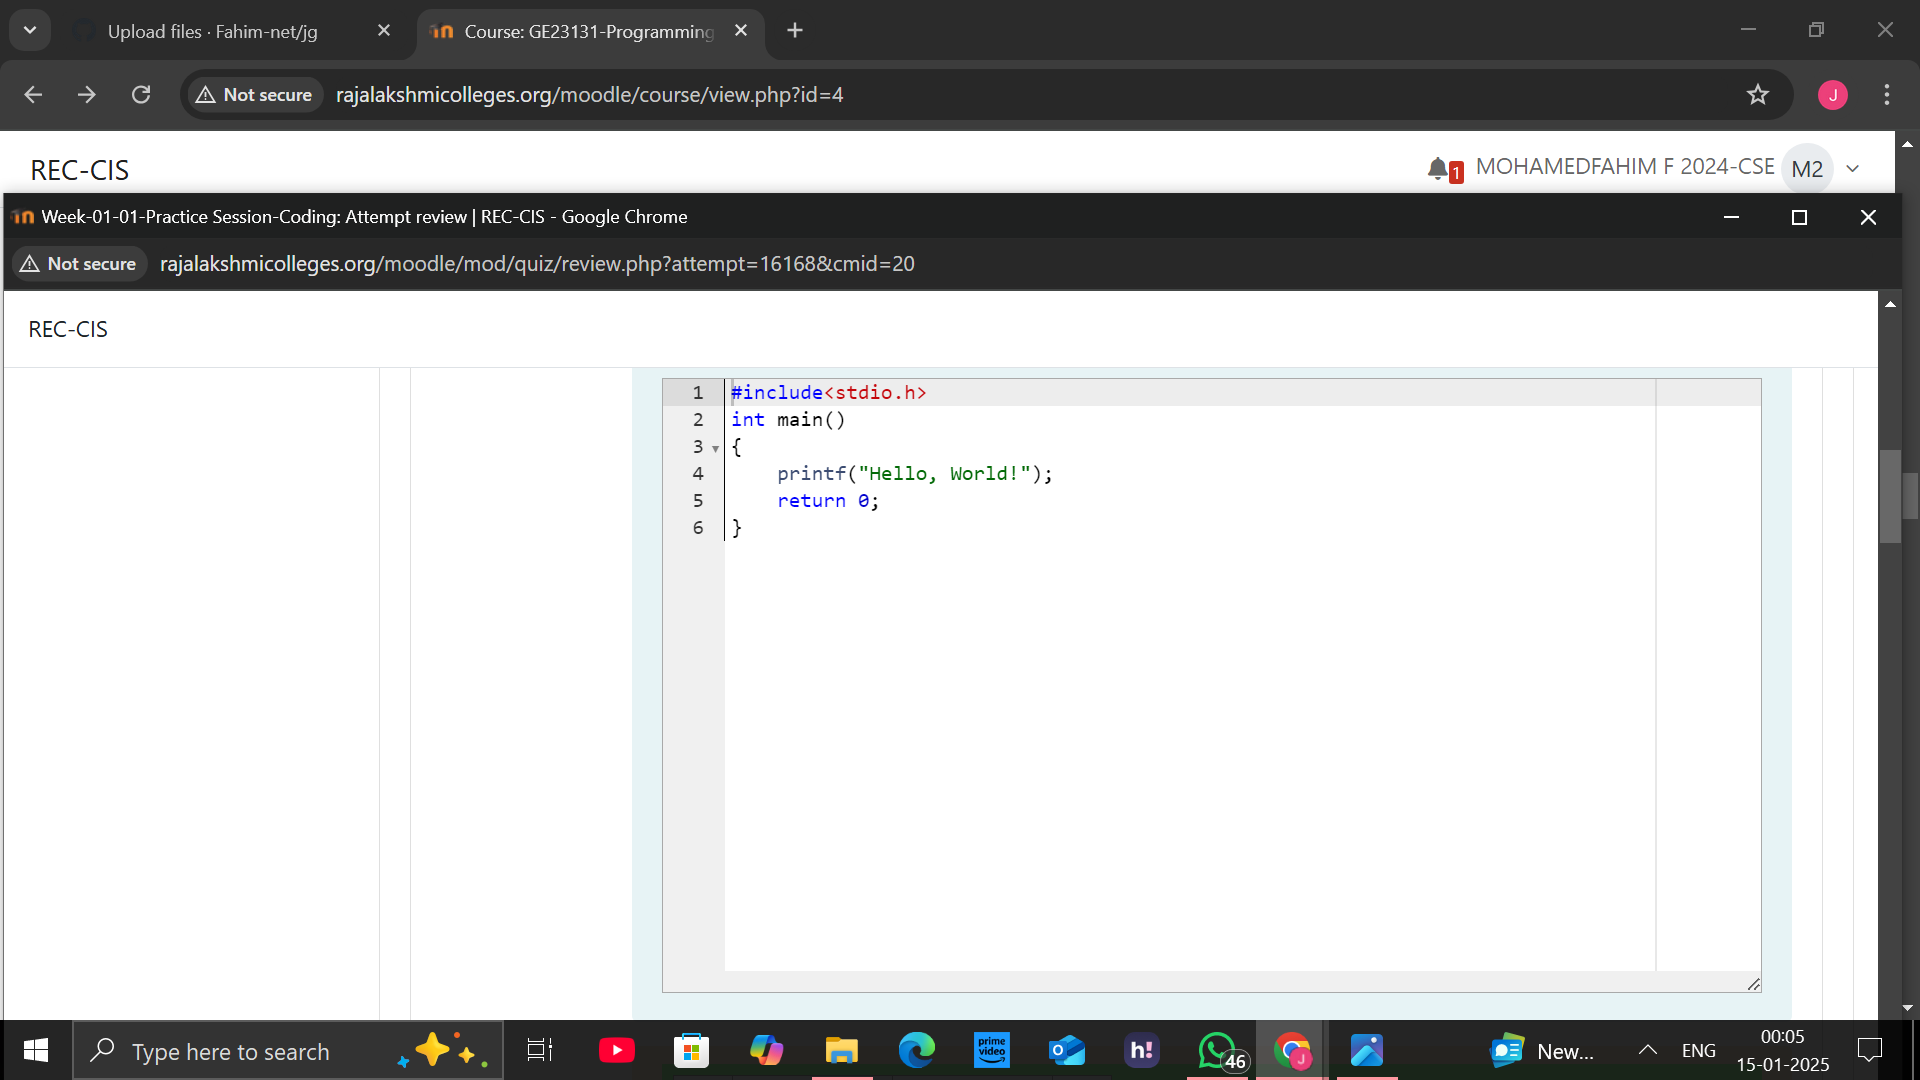 Upload files · Fahim-net/jg
Course: GE23131-Programming
Not secure rajalakshmicolleges.org/moodle/course/view.php?id=4
J
REC-CIS
1 MOHAMEDFAHIM F 2024-CSE M2
Week-01-01-Practice Session-Coding: Attempt review | REC-CIS - Google Chrome
Not secure rajalakshmicolleges.org/moodle/mod/quiz/review.php?attempt=16168&cmid=20
REC-CIS
1 #include<stdio.h>
2 int main()
3 {
4 printf("Hello, World!");
5 return 0;
6 }
Type here to search
prime video
h!
46
J
New...
ENG
00:05
15-01-2025